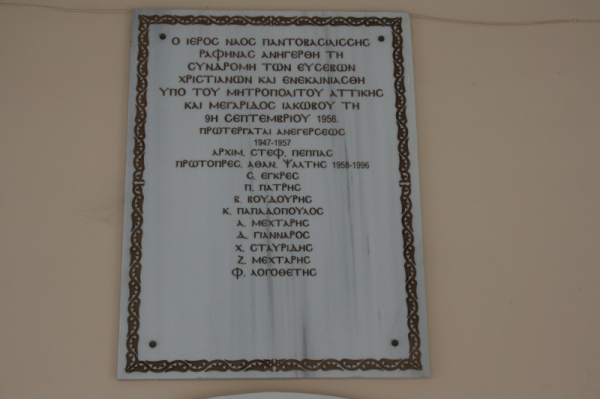 Ο ΙΕΡΟΣ ΝΑΟΣ ΠΑΝΤΟΒΑΣΙΛΙΣΣΗΣ
ΡΑΦΗΝΑΣ ΑΝΗΓΕΡΘΗ ΤΗ
ΣΥΝΔΡΟΜΗ ΤΩΝ ΕΥΣΕΒΩΝ
ΧΡΙΣΤΙΑΝΩΝ ΚΑΙ ΕΝΕΚΑΙΝΙΑΣΘΗ
ΥΠΟ ΤΟΥ ΜΗΤΡΟΠΟΛΙΤΟΥ ΑΤΤΙΚΗΣ
ΚΑΙ ΜΕΓΑΡΙΔΟΣ ΙΑΚΩΒΟΥ ΤΗ
9Η ΣΕΠΤΕΜΒΡΙΟΥ 1956.
ΠΡΩΤΕΡΓΑΤΑΙ ΑΝΕΓΕΡΣΕΩΣ
1947-1957
ΑΡΧΙΜ, ΣΤΕΦ, ΠΕΠΠΑΣ
ΠΡΩΤΟΠΡΕΣ, ΑΘΑΝ, ΨΑΛΤΗΣ 1958-1996
Σ, ΕΓΚΡΕΣ
Π, ΠΑΤΡΗΣ
Β, ΒΟΥΔΟΥΡΗΣ
Κ. ΠΑΠΑΔΟΠΟΥΛΟΣ
Α. ΜΕΧΤΑΡΗΣ
Δ, ΓΙΑΝΝΑΡΟΣ
Χ, ΣΤΑΥΡΙΔΗΣ
Ζ, ΜΕΧΤΑΡΗΣ
Φ, ΛΟΓΟΘΕΤΗΣ